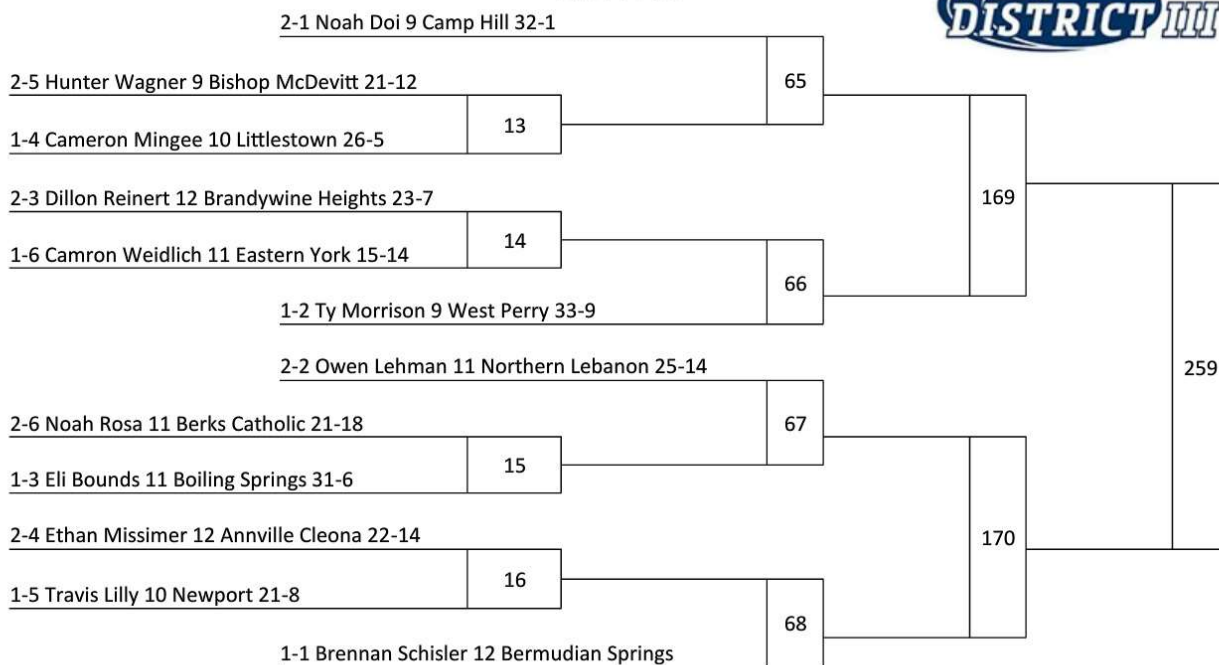 DISTRICT III
2-1 Noah Doi 9 Camp Hill 32-1
65
2-5 Hunter Wagner 9 Bishop McDevitt 21-12
13
1-4 Cameron Mingee 10 Littlestown 26-5
169
2-3 Dillon Reinert 12 Brandywine Heights 23-7
14
1-6 Camron Weidlich 11 Eastern York 15-14
66
1-2 Ty Morrison 9 West Perry 33-9
259
2-2 Owen Lehman 11 Northern Lebanon 25-14
67
2-6 Noah Rosa 11 Berks Catholic 21-18
15
1-3 Eli Bounds 11 Boiling Springs 31-6
170
2-4 Ethan Missimer 12 Annville Cleona 22-14
16
1-5 Travis Lilly 10 Newport 21-8
68
1-1 Brennan Schisler 12 Bermudian Springs